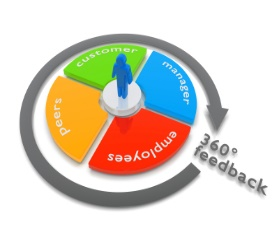 customer
manager
employees
peers
360°
feedback